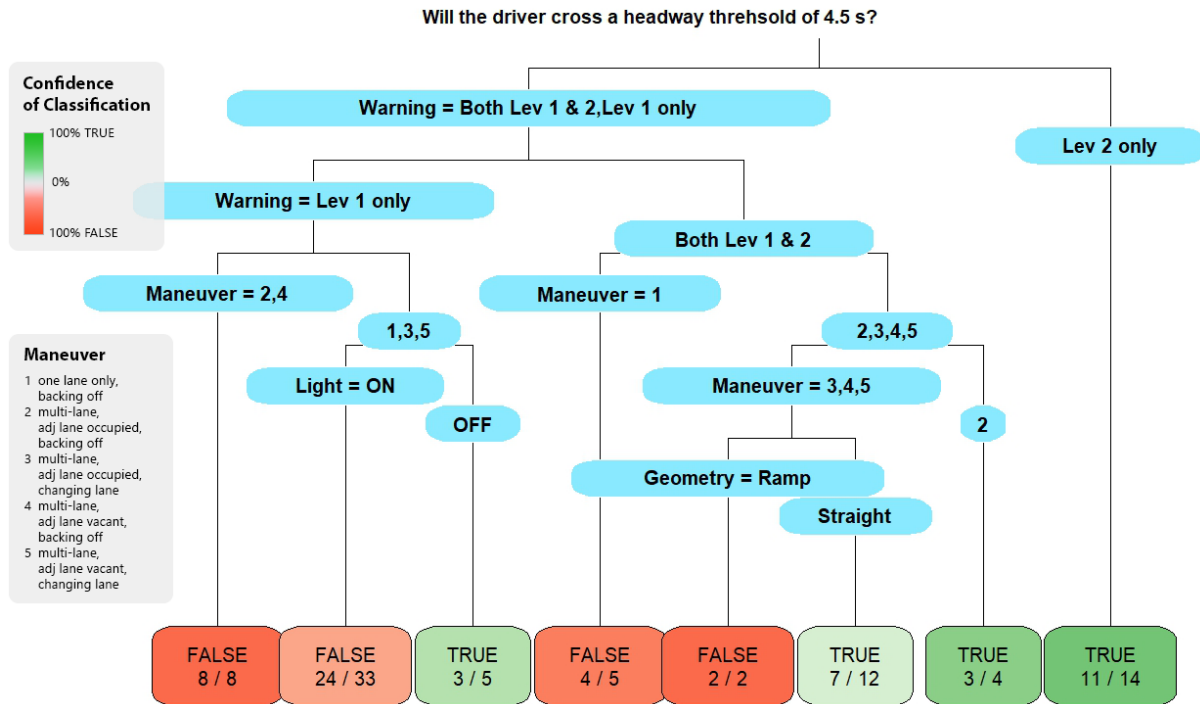 Will the driver cross a headway threhsold of 4.5 s?
Confidence
of Classification
100% TRUE
0%
100% FALSE
Warning = Both Lev 1 & 2,Lev 1 only
Lev 2 only
Warning = Lev 1 only
Both Lev 1 & 2
Maneuver = 2,4
1,3,5
Maneuver = 1
2,3,4,5
Light = ON
OFF
Maneuver = 3,4,5
2
Geometry = Ramp
Straight
Maneuver
1 one lane only,
backing off
2 multi-lane,
adj lane occupied,
backing off
3 multi-lane,
adj lane occupied,
changing lane
4 multi-lane,
adj lane vacant,
backing off
5 multi-lane,
adj lane vacant,
changing lane
FALSE
8 / 8
FALSE
24 / 33
TRUE
3 / 5
FALSE
4 / 5
FALSE
2 / 2
TRUE
7 / 12
TRUE
3 / 4
TRUE
11 / 14